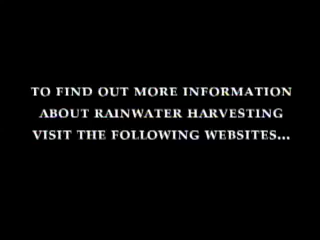 TO FIND OUT MORE INFORMATION
ABOUT RAINWATER HARVESTING
VISIT THE FOLLOWING WEBSITES...